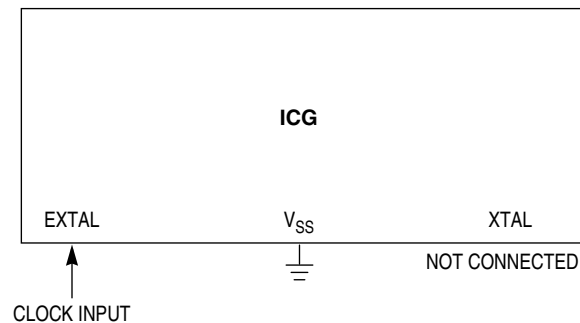 ICG
EXTAL
VSS
XTAL
NOT CONNECTED
CLOCK INPUT